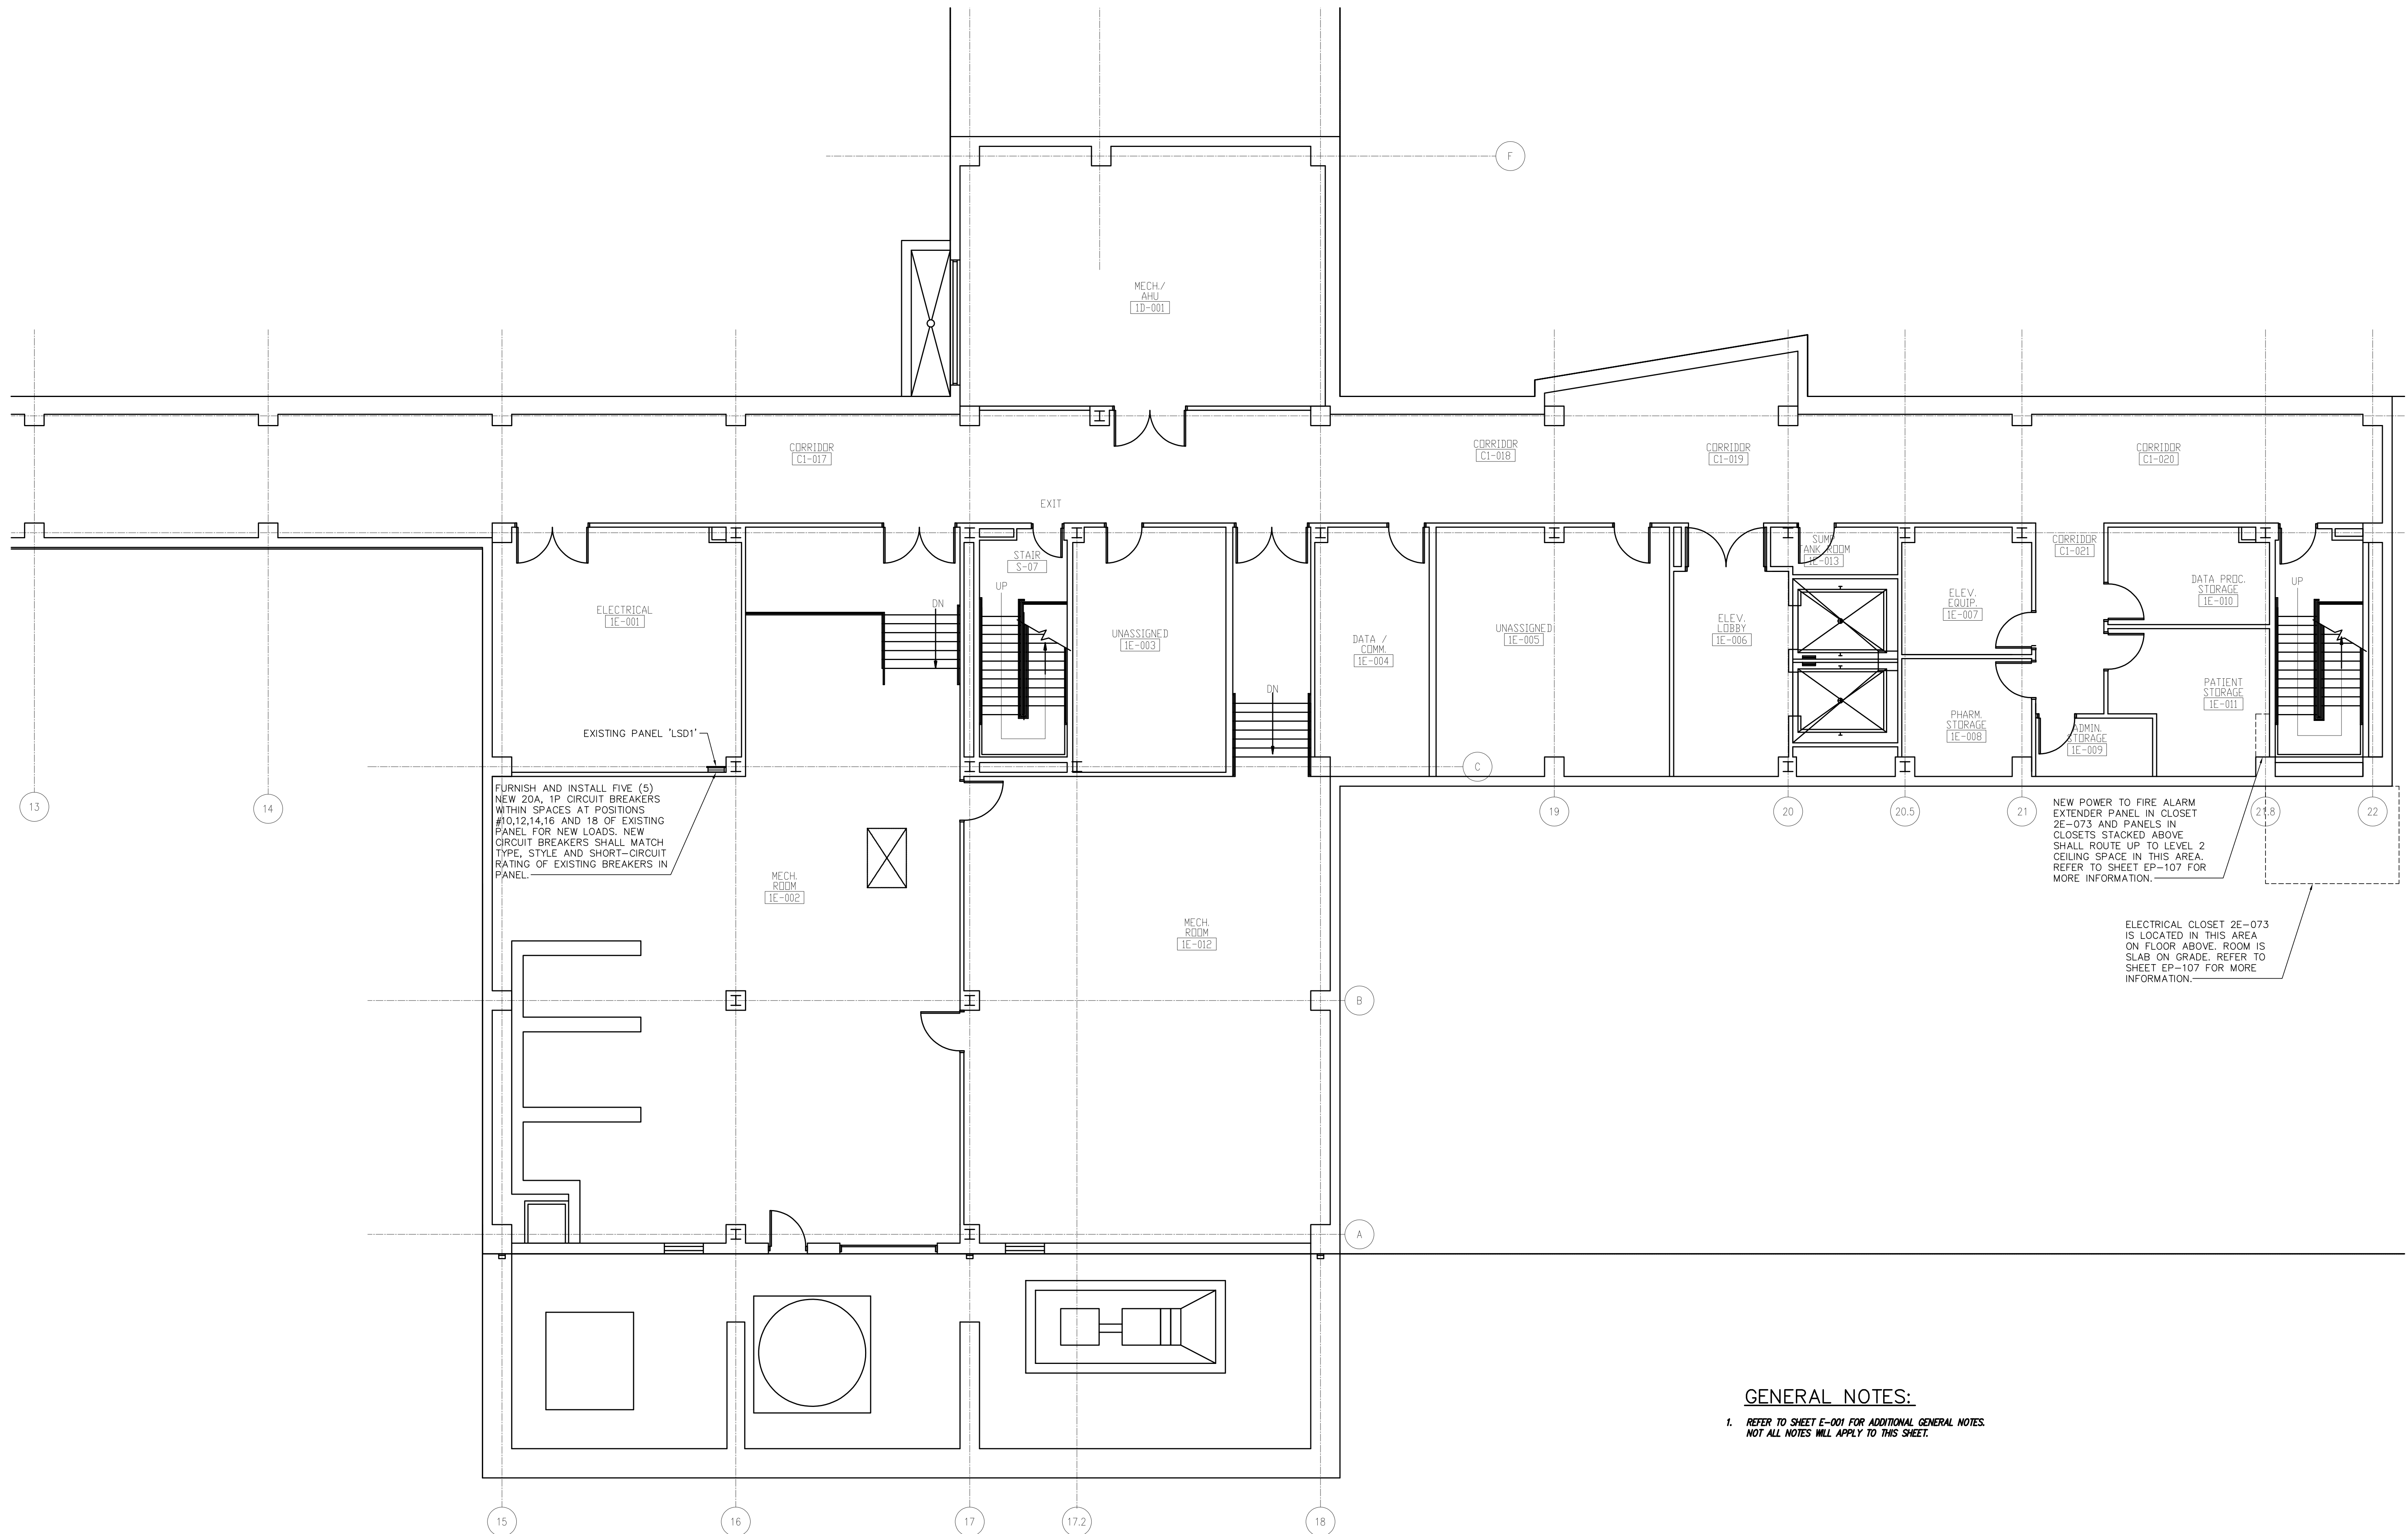 F
MECH./
AHU
1D-001
CORRIDOR
C1-017
CORRIDOR
C1-018
CORRIDOR
C1-019
CORRIDOR
C1-020
EXIT
STAIR
S-07
UP
DN
ELECTRICAL
1E-001
UNASSIGNED
1E-003
DN
DATA /
COMM.
1E-004
UNASSIGNED
1E-005
ELEV.
LOBBY
1E-006
SUMP
ANK ROOM
1E-013
ELEV.
EQUIP.
1E-007
CORRIDOR
C1-021
DATA PROC.
STORAGE
1E-010
UP
PHARM.
STORAGE
1E-008
ADMIN.
STORAGE
1E-009
PATIENT
STORAGE
1E-011
EXISTING PANEL 'LSD1'
C
13
14
19
20
20.5
21
21.8
22
FURNISH AND INSTALL FIVE (5)
NEW 20A, 1P CIRCUIT BREAKERS
WITHIN SPACES AT POSITIONS
#10,12,14,16 AND 18 OF EXISTING
PANEL FOR NEW LOADS. NEW
CIRCUIT BREAKERS SHALL MATCH
TYPE, STYLE AND SHORT-CIRCUIT
RATING OF EXISTING BREAKERS IN
PANEL.
NEW POWER TO FIRE ALARM
EXTENDER PANEL IN CLOSET
2E-073 AND PANELS IN
CLOSETS STACKED ABOVE
SHALL ROUTE UP TO LEVEL 2
CEILING SPACE IN THIS AREA.
REFER TO SHEET EP-107 FOR
MORE INFORMATION.
MECH.
ROOM
1E-002
MECH.
ROOM
1E-012
ELECTRICAL CLOSET 2E-073
IS LOCATED IN THIS AREA
ON FLOOR ABOVE. ROOM IS
SLAB ON GRADE. REFER TO
SHEET EP-107 FOR MORE
INFORMATION.
B
A
GENERAL NOTES:
1. REFER TO SHEET E-001 FOR ADDITIONAL GENERAL NOTES.
NOT ALL NOTES WILL APPLY TO THIS SHEET.
15
16
17
17.2
18